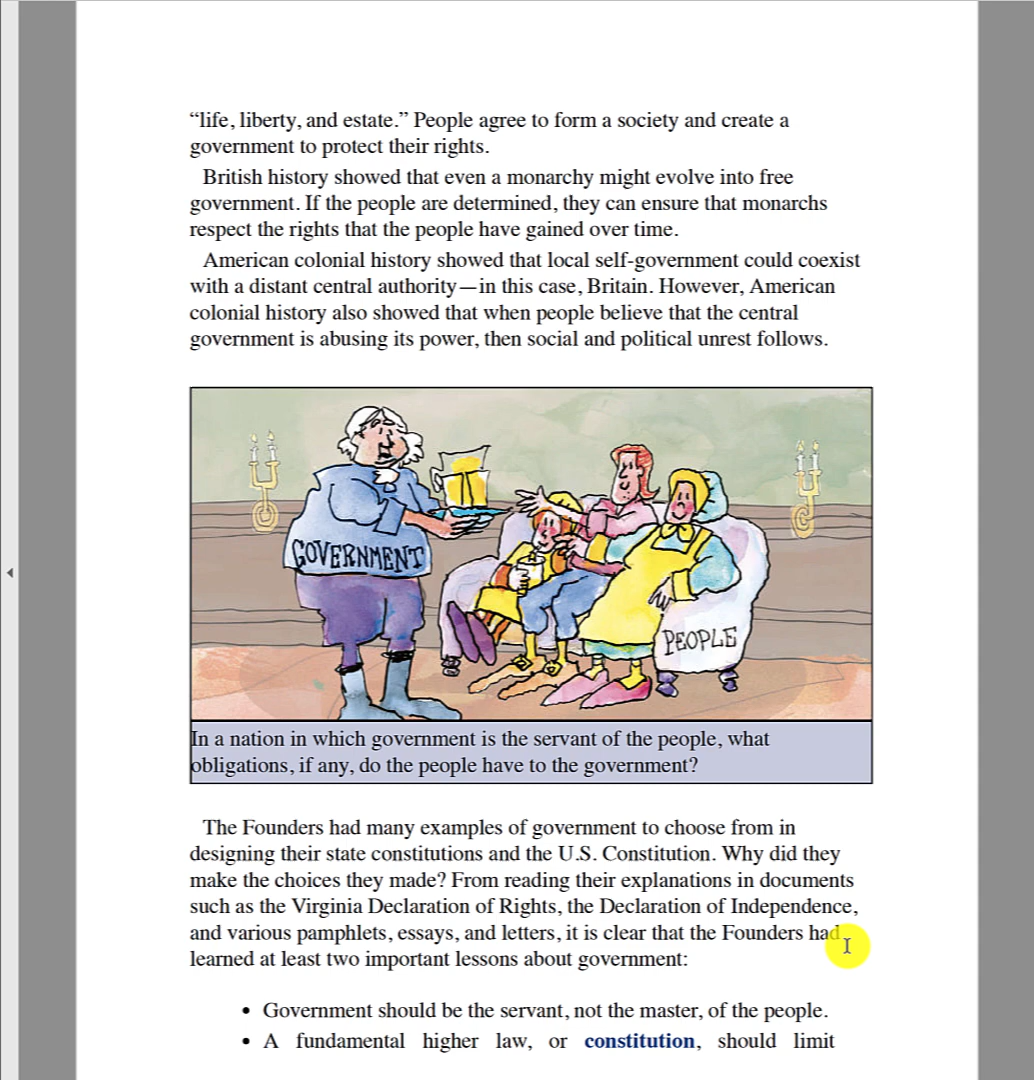 “life, liberty, and estate.” People agree to form a society and create a
government to protect their rights.
British history showed that even a monarchy might evolve into free
government. If the people are determined, they can ensure that monarchs
respect the rights that the people have gained over time.
American colonial history showed that local self-government could coexist
with a distant central authority—in this case, Britain. However, American
colonial history also showed that when people believe that the central
government is abusing its power, then social and political unrest follows.
GOVERNMENT
PEOPLE
In a nation in which government is the servant of the people, what
obligations, if any, do the people have to the government?
The Founders had many examples of government to choose from in
designing their state constitutions and the U.S. Constitution. Why did they
make the choices they made? From reading their explanations in documents
such as the Virginia Declaration of Rights, the Declaration of Independence,
and various pamphlets, essays, and letters, it is clear that the Founders had
learned at least two important lessons about government:
• Government should be the servant, not the master, of the people.
• A fundamental higher law, or constitution, should limit